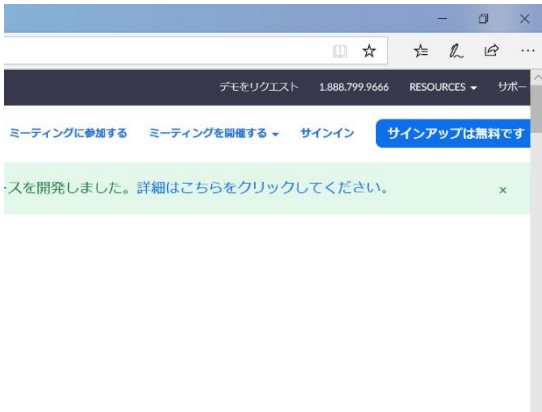 デモをリクエスト 1.888.799.9666 RESOURCES サポー
ミーティングに参加する ミーティングを開催する サインイン サインアップは無料です
ースを開発しました。詳細はこちらをクリックしてください。 ×